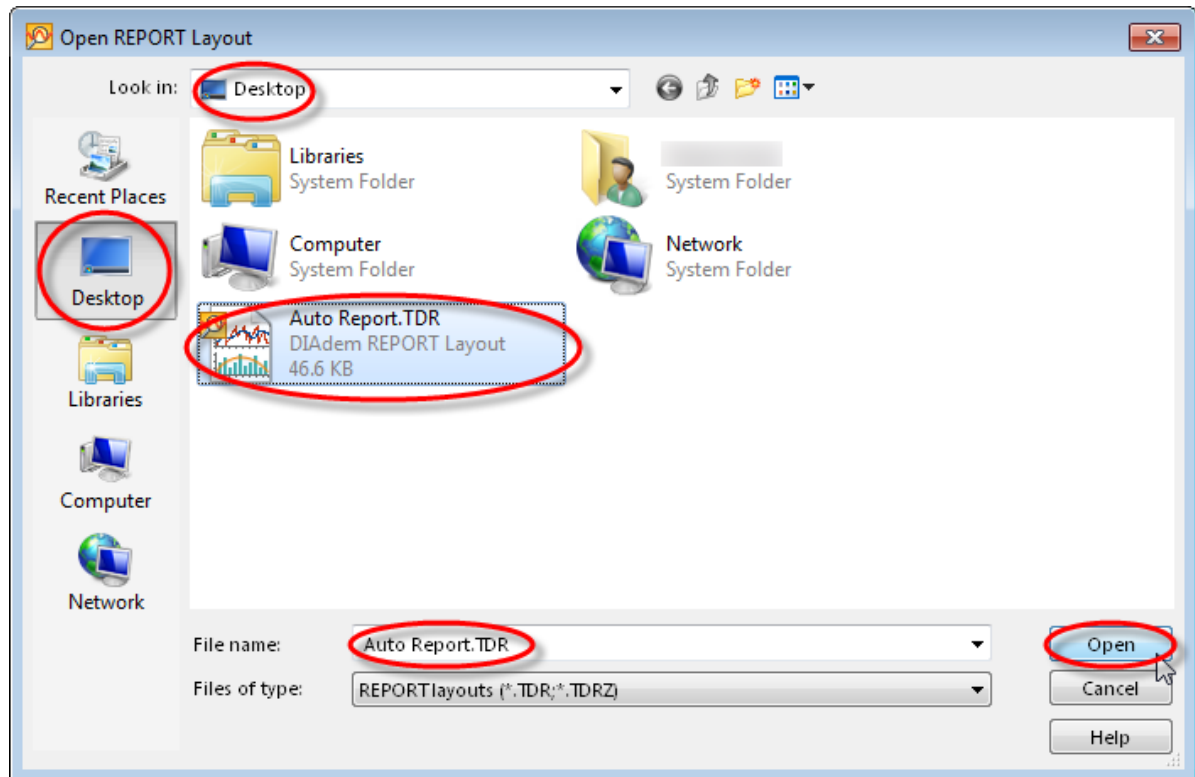 Open REPORT Layout
Look in: Desktop
Recent Places
Desktop
Libraries
Computer
Network
Libraries
System Folder
System Folder
Computer
System Folder
Network
System Folder
Auto Report.TDR
DIAdem REPORT Layout
46.6 KB
File name: Auto Report.TDR
Open
Files of type: REPORT layouts (*.TDR;*.TDRZ)
Cancel
Help